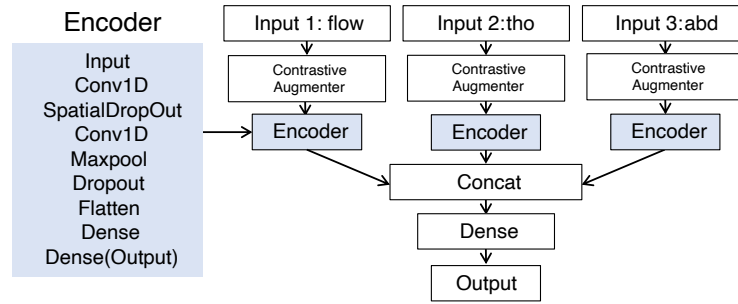 Encoder
Input
Conv1D
SpatialDropOut
Conv1D
Maxpool
Dropout
Flatten
Dense
Dense(Output)
Input 1: flow
Input 2:tho
Input 3:abd
Contrastive
Augmenter
Contrastive
Augmenter
Contrastive
Augmenter
Encoder
Encoder
Encoder
Concat
Dense
Output